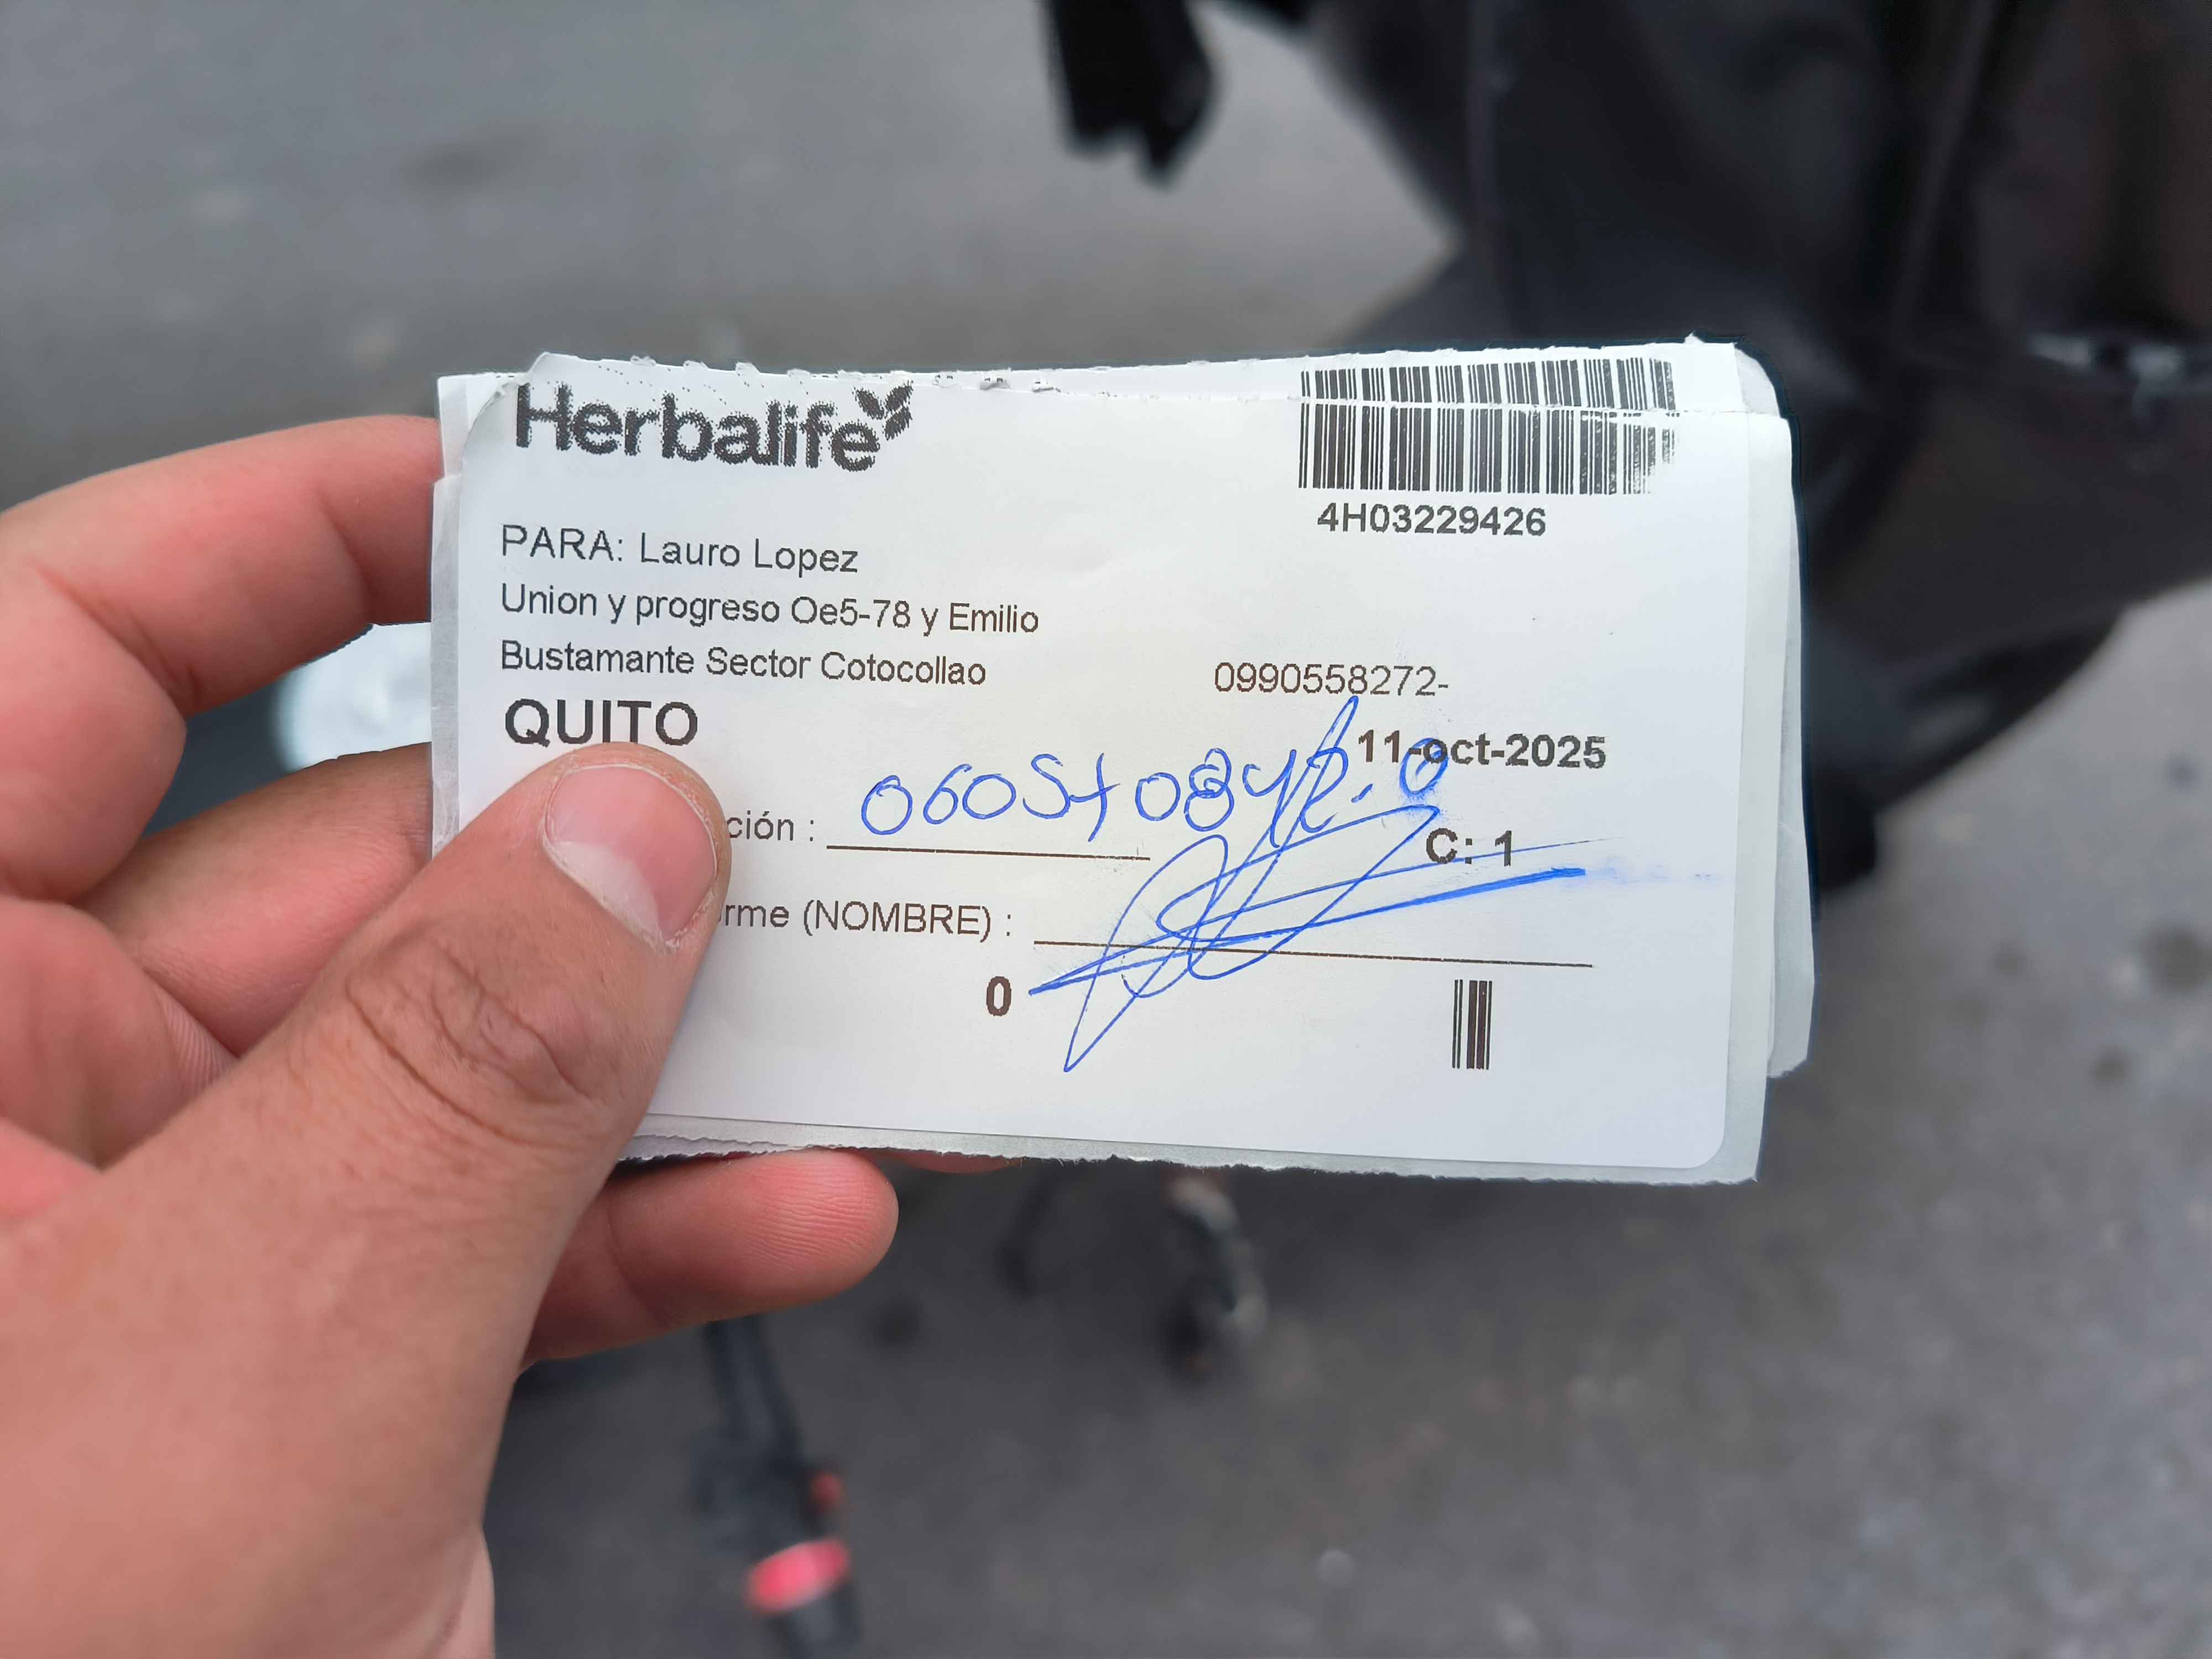 Herbalife
4H03229426
PARA: Lauro Lopez
Union y progreso Oe5-78 y Emilio
Bustamante Sector Cotocollao
0990558272-
QUITO
11-oct-2025
ción :
C: 1
rme (NOMBRE) :
0